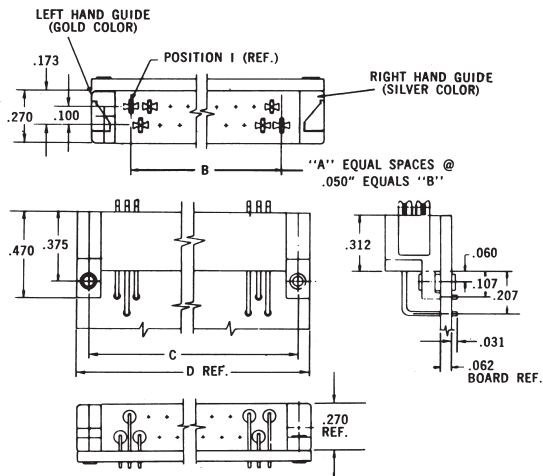 LEFT HAND GUIDE
(GOLD COLOR)
POSITION I (REF.)
.173
RIGHT HAND GUIDE
(SILVER COLOR)
.270
.100
B
"A" EQUAL SPACES @
.050" EQUALS "B"
.470
.375
.312
.060
.107
.207
.031
.062
BOARD REF.
C
D REF.
.270
REF.